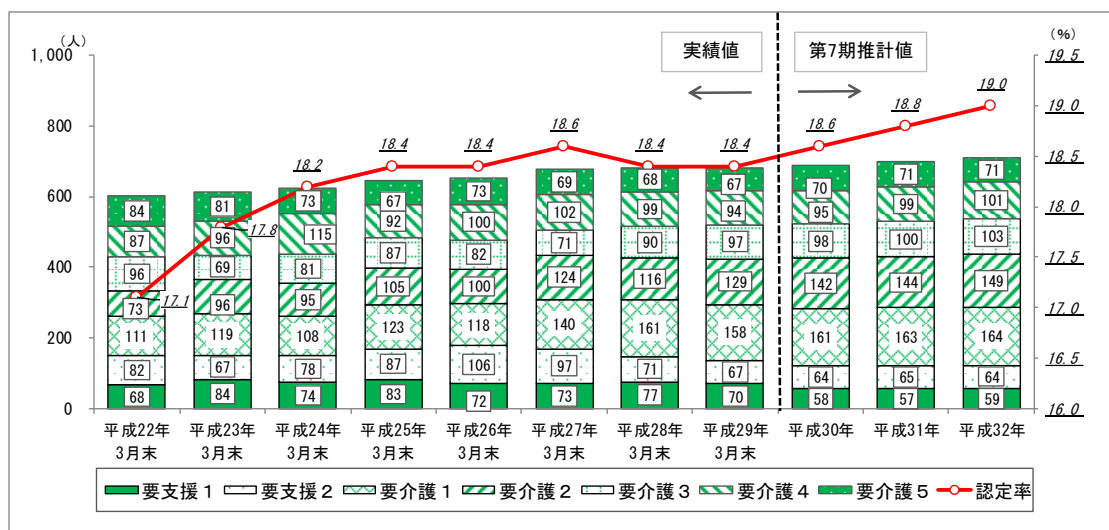 (人)
(%)
1,000
800
600
400
200
0
19.5
19.0
18.5
18.0
17.5
17.0
16.5
16.0
実績値
第7期推計値
17.1
17.8
18.2
18.4
18.4
18.6
18.4
18.4
18.6
18.8
19.0
84 81 73 67 73 69 68 67 70 71 71
87 96 115 92 100 102 99 94 95 99 101
96 69 81 87 82 71 90 97 98 100 103
73 96 95 105 100 124 116 129 142 144 149
111 119 108 123 118 140 161 158 161 163 164
82 67 78 87 106 97 71 67 64 65 64
68 84 74 83 72 73 77 70 58 57 59
平成22年 平成23年 平成24年 平成25年 平成26年 平成27年 平成28年 平成29年 平成30年 平成31年 平成32年
3月末 3月末 3月末 3月末 3月末 3月末 3月末 3月末
要支援1 要支援2 要介護1 要介護2 要介護3 要介護4 要介護5 認定率